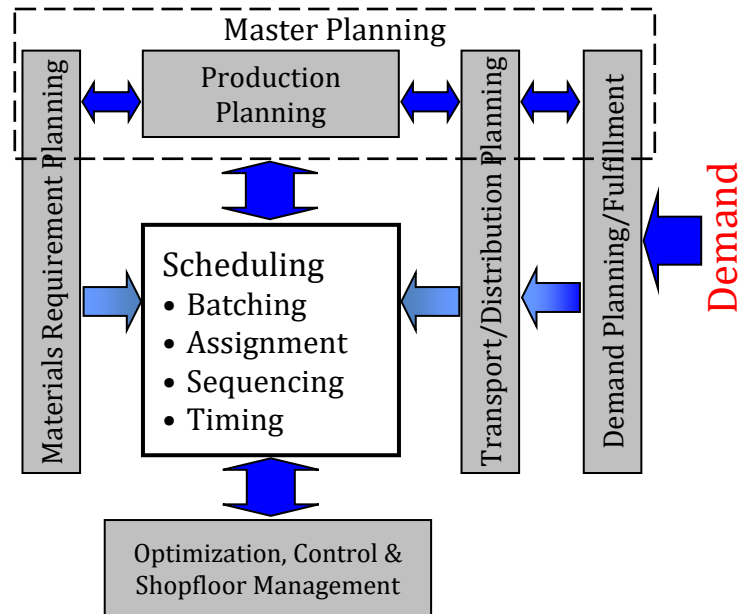 Master Planning
Materials Requirement Planning
Production
Planning
Transport/Distribution Planning
Demand Planning/Fulfillment
Demand
Scheduling
• Batching
• Assignment
• Sequencing
• Timing
Optimization, Control &
Shopfloor Management